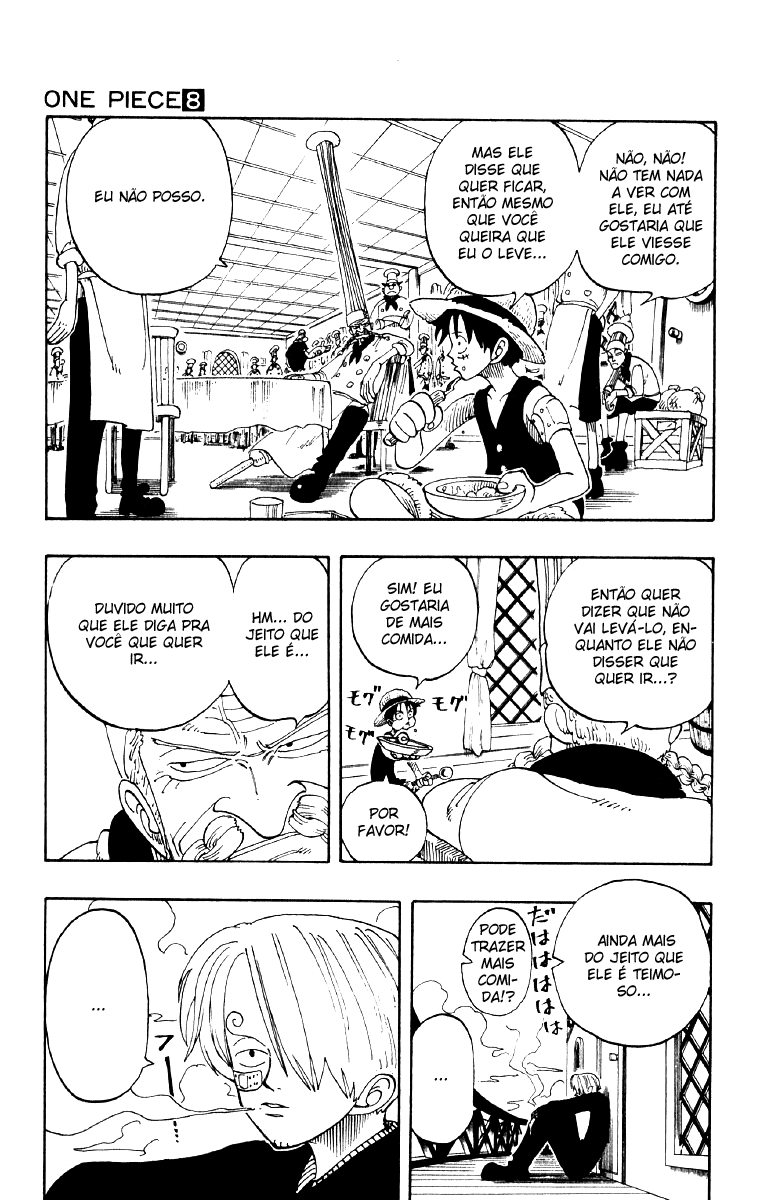 ONE PIECE 8
NÃO, NÃO!
NÃO TEM NADA
A VER COM
ELE, EU ATÉ
GOSTARIA QUE
ELE VIESSE
COMIGO.
MAS ELE
DISSE QUE
QUER FICAR,
ENTÃO MESMO
QUE VOCÊ
QUEIRA QUE
EU O LEVE...
EU NÃO POSSO.
ENTÃO QUER
DIZER QUE NÃO
VAI LEVÁ-LO, EN-
QUANTO ELE NÃO
DISSER QUE
QUER IR...?
SIM! EU
GOSTARIA
DE MAIS
COMIDA...
モグ
モグ
モグ
POR
FAVOR!
HM... DO
JEITO QUE
ELE É...
DUVIDO MUITO
QUE ELE DIGA PRA
VOCÊ QUE QUER
IR...
AINDA MAIS
DO JEITO QUE
ELE É TEIMO-
SO...
だはははは
は
PODE
TRAZER
MAIS
COMI-
DA!?
...
...
フー…